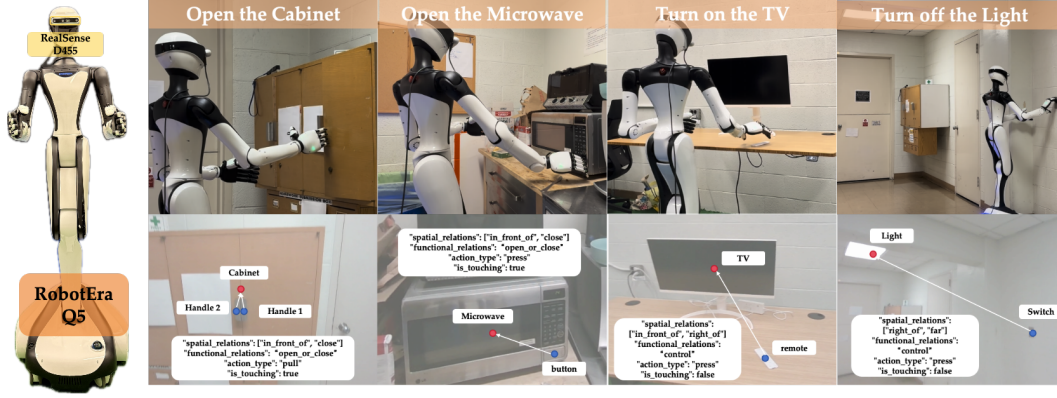 RealSense
D455
RobotEra
Q5
Open the Cabinet
Open the Microwave
Turn on the TV
Turn off the Light
Cabinet
Handle 2
Handle 1
"spatial_relations": ["in_front_of", "close"]
"functional_relations": "open_or_close"
"action_type": "pull"
"is_touching": true
"spatial_relations": ["in_front_of", "close"]
"functional_relations": "open_or_close"
"action_type": "press"
"is_touching": true
Microwave
button
TV
"spatial_relations":
["in_front_of", "right_of"]
"functional_relations":
"control"
"action_type": "press"
"is_touching": false
remote
Light
Switch
"spatial_relations":
["right_of", "far"]
"functional_relations":
"control"
"action_type": "press"
"is_touching": false